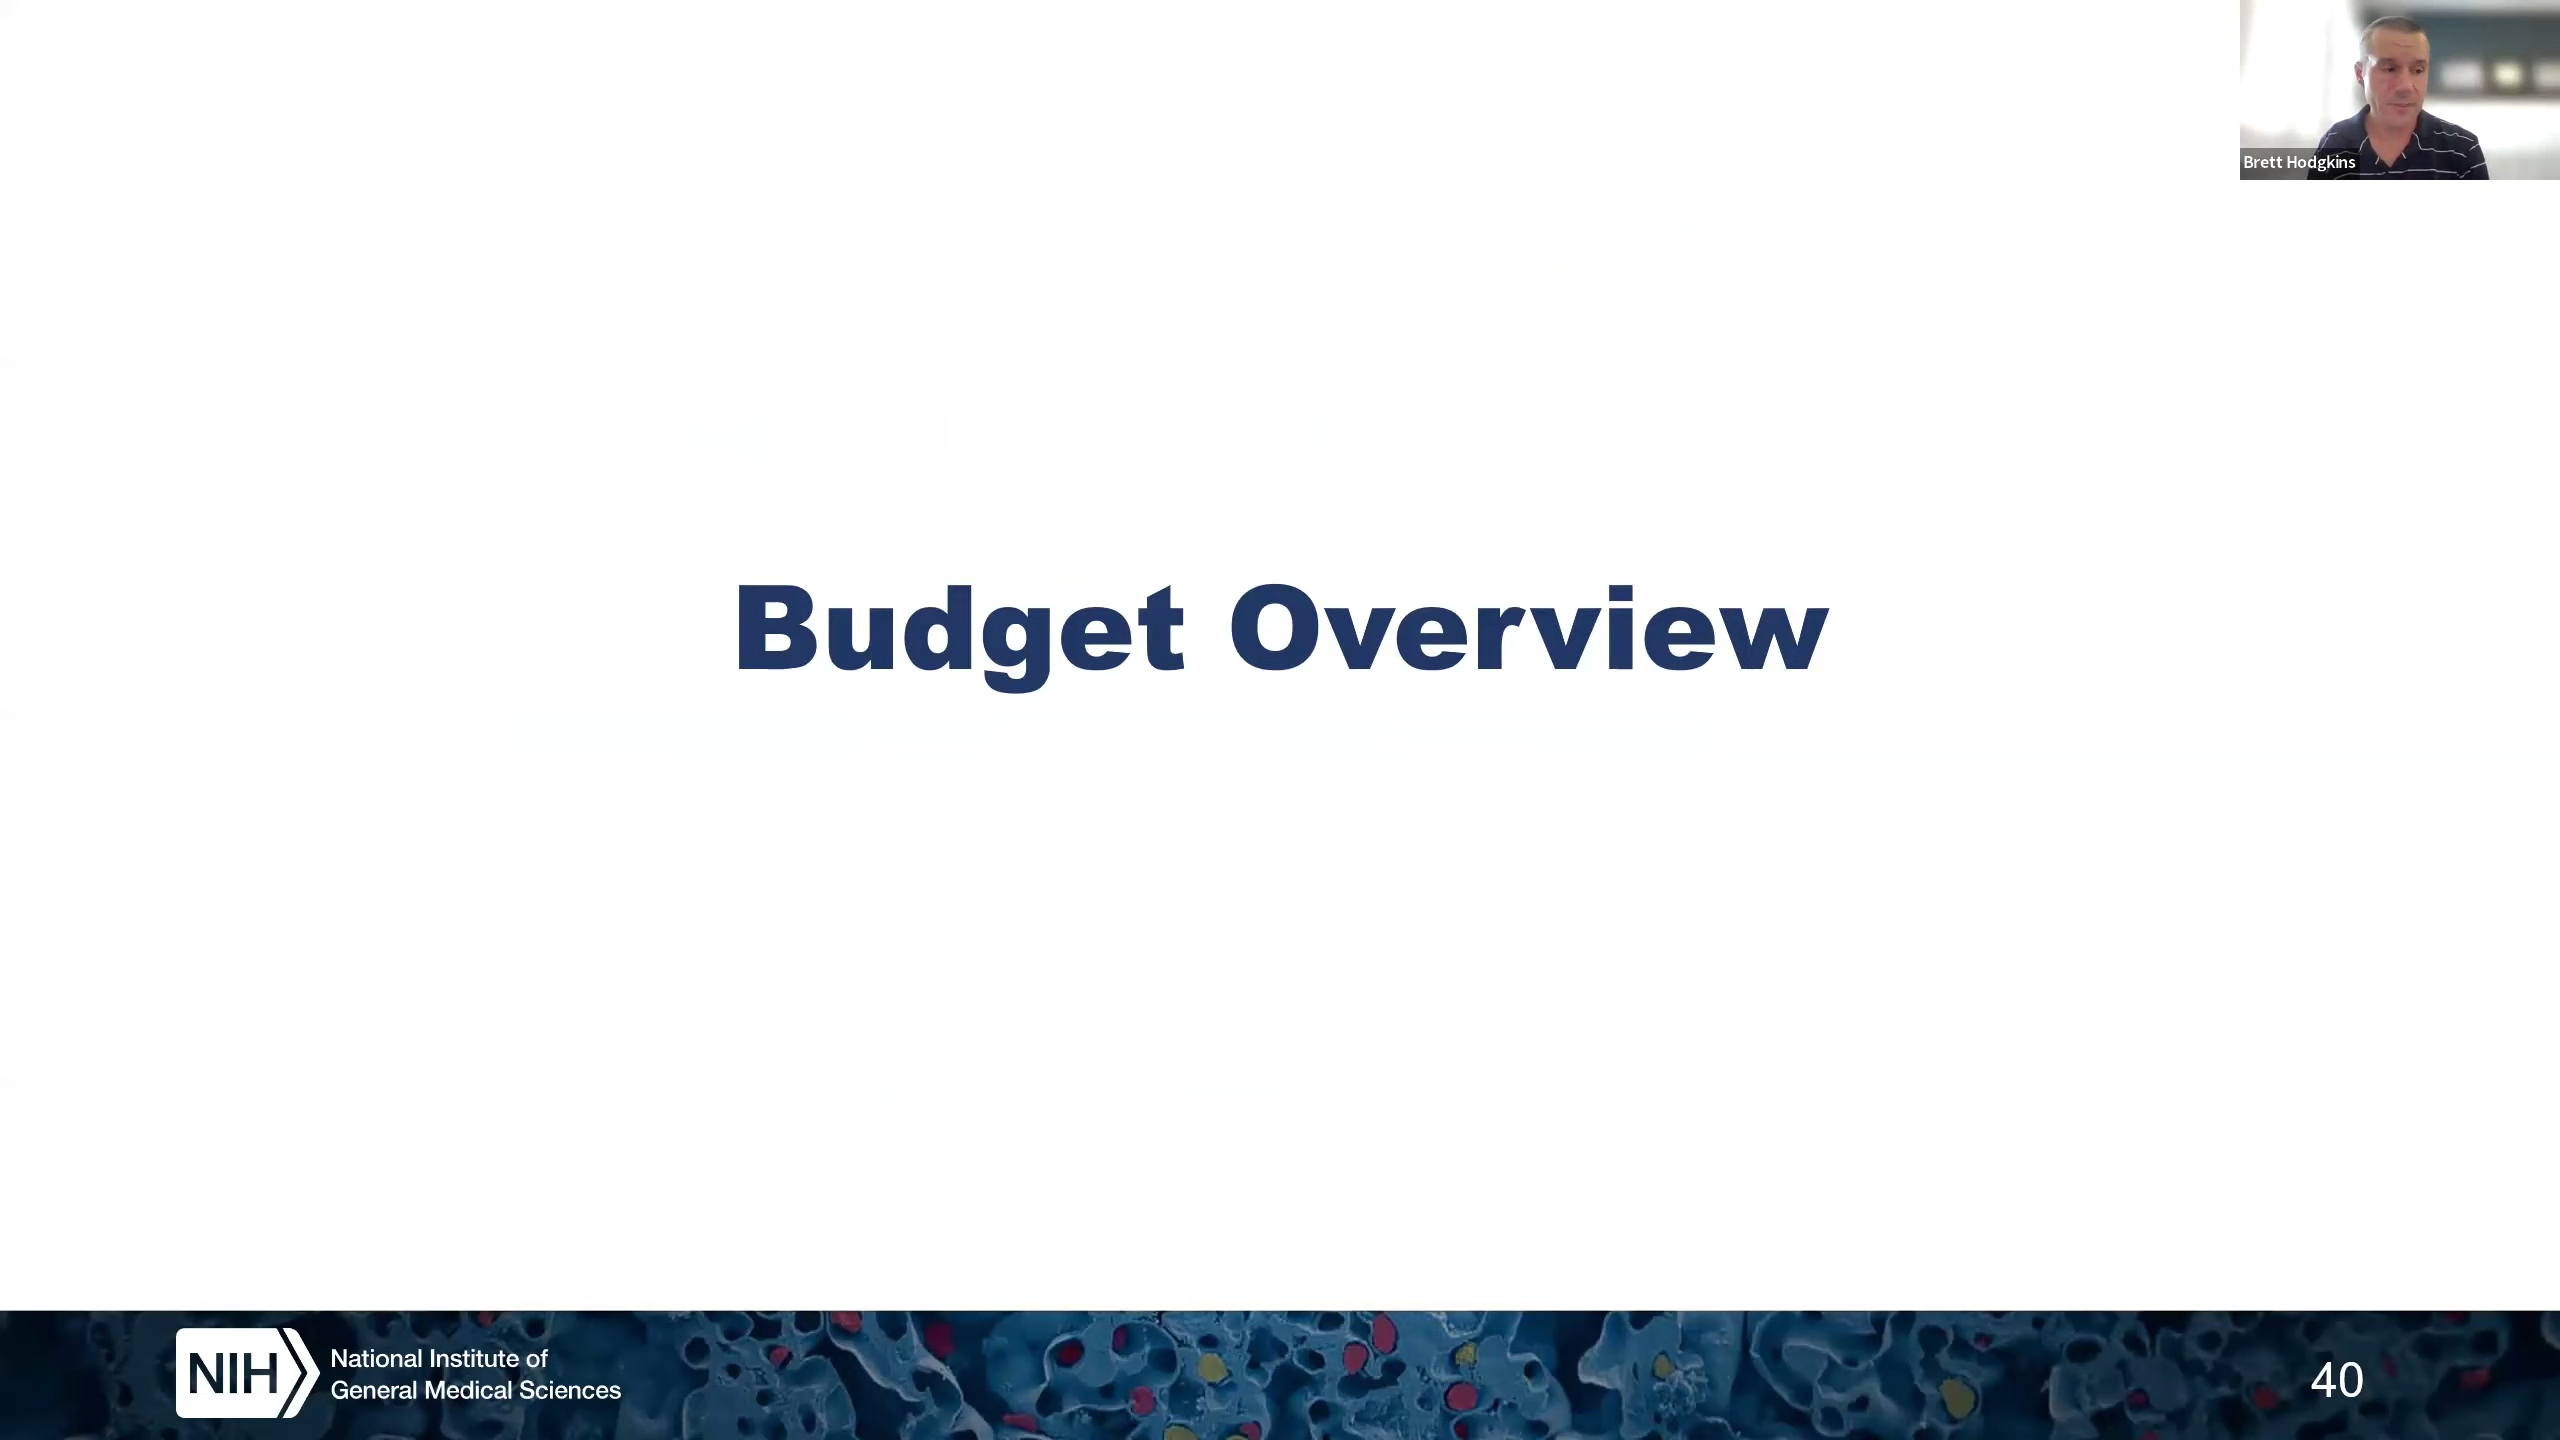 Brett Hodgkins
Budget Overview
NIH
National Institute of
General Medical Sciences
40